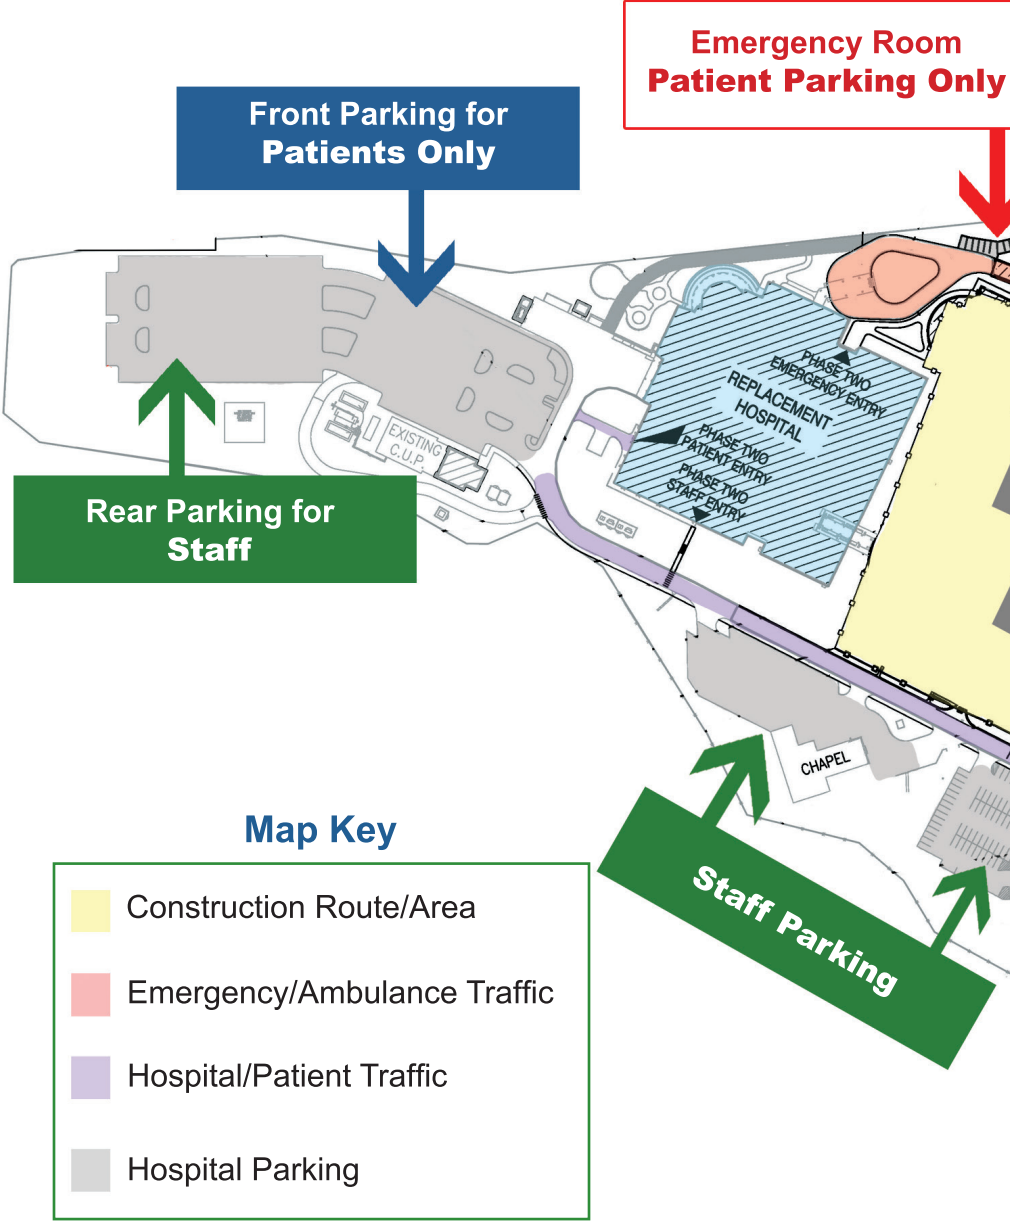 Emergency Room
Patient Parking Only
Front Parking for
Patients Only
PHASE TWO
EMERGENCY ENTRY
REPLACEMENT
HOSPITAL
PHASE TWO
PATIENT ENTRY
PHASE TWO
STAFF ENTRY
EXISTING
C.U.P.
Rear Parking for
Staff
CHAPEL
Staff Parking
Map Key
Construction Route/Area
Emergency/Ambulance Traffic
Hospital/Patient Traffic
Hospital Parking